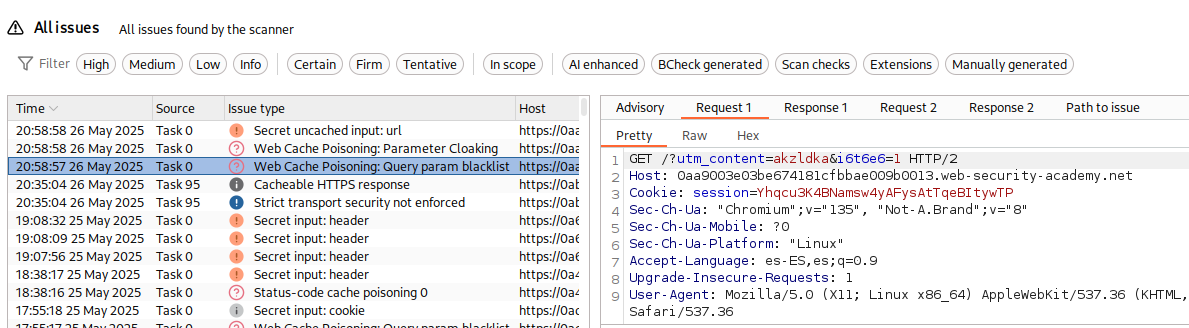 All issues All issues found by the scanner
Filter High Medium Low Info Certain Firm Tentative In scope AI enhanced BCheck generated Scan checks Extensions Manually generated
Time Source Issue type Host
20:58:58 26 May 2025 Task 0 Secret uncached input: url https://0aa
20:58:58 26 May 2025 Task 0 Web Cache Poisoning: Parameter Cloaking https://0aa
20:58:57 26 May 2025 Task 0 Web Cache Poisoning: Query param blacklist https://0aa
20:35:04 26 May 2025 Task 95 Cacheable HTTPS response https://0ab
20:35:04 26 May 2025 Task 95 Strict transport security not enforced https://0ab
19:08:32 25 May 2025 Task 0 Secret input: header https://0a6
19:08:09 25 May 2025 Task 0 Secret input: header https://0a6
19:07:56 25 May 2025 Task 0 Secret input: header https://0a6
18:38:17 25 May 2025 Task 0 Secret input: header https://0a4
18:38:16 25 May 2025 Task 0 Status-code cache poisoning 0 https://0a4
17:55:18 25 May 2025 Task 0 Secret input: cookie https://0ad
17:55:17 25 May 2025 Task 0 Web Cache Poisoning: Query param blacklist
Advisory Request 1 Response 1 Request 2 Response 2 Path to issue
Pretty Raw Hex
1 GET /?utm_content=akzldka&i6t6e6=1 HTTP/2
2 Host: 0aa9003e03be674181cfbbae009b0013.web-security-academy.net
3 Cookie: session=Yhqcu3K4BNamsw4yAFysAtTqeBItywTP
4 Sec-Ch-Ua: "Chromium";v="135", "Not-A.Brand";v="8"
5 Sec-Ch-Ua-Mobile: ?0
6 Sec-Ch-Ua-Platform: "Linux"
7 Accept-Language: es-ES,es;q=0.9
8 Upgrade-Insecure-Requests: 1
9 User-Agent: Mozilla/5.0 (X11; Linux x86_64) AppleWebKit/537.36 (KHTML,
Safari/537.36